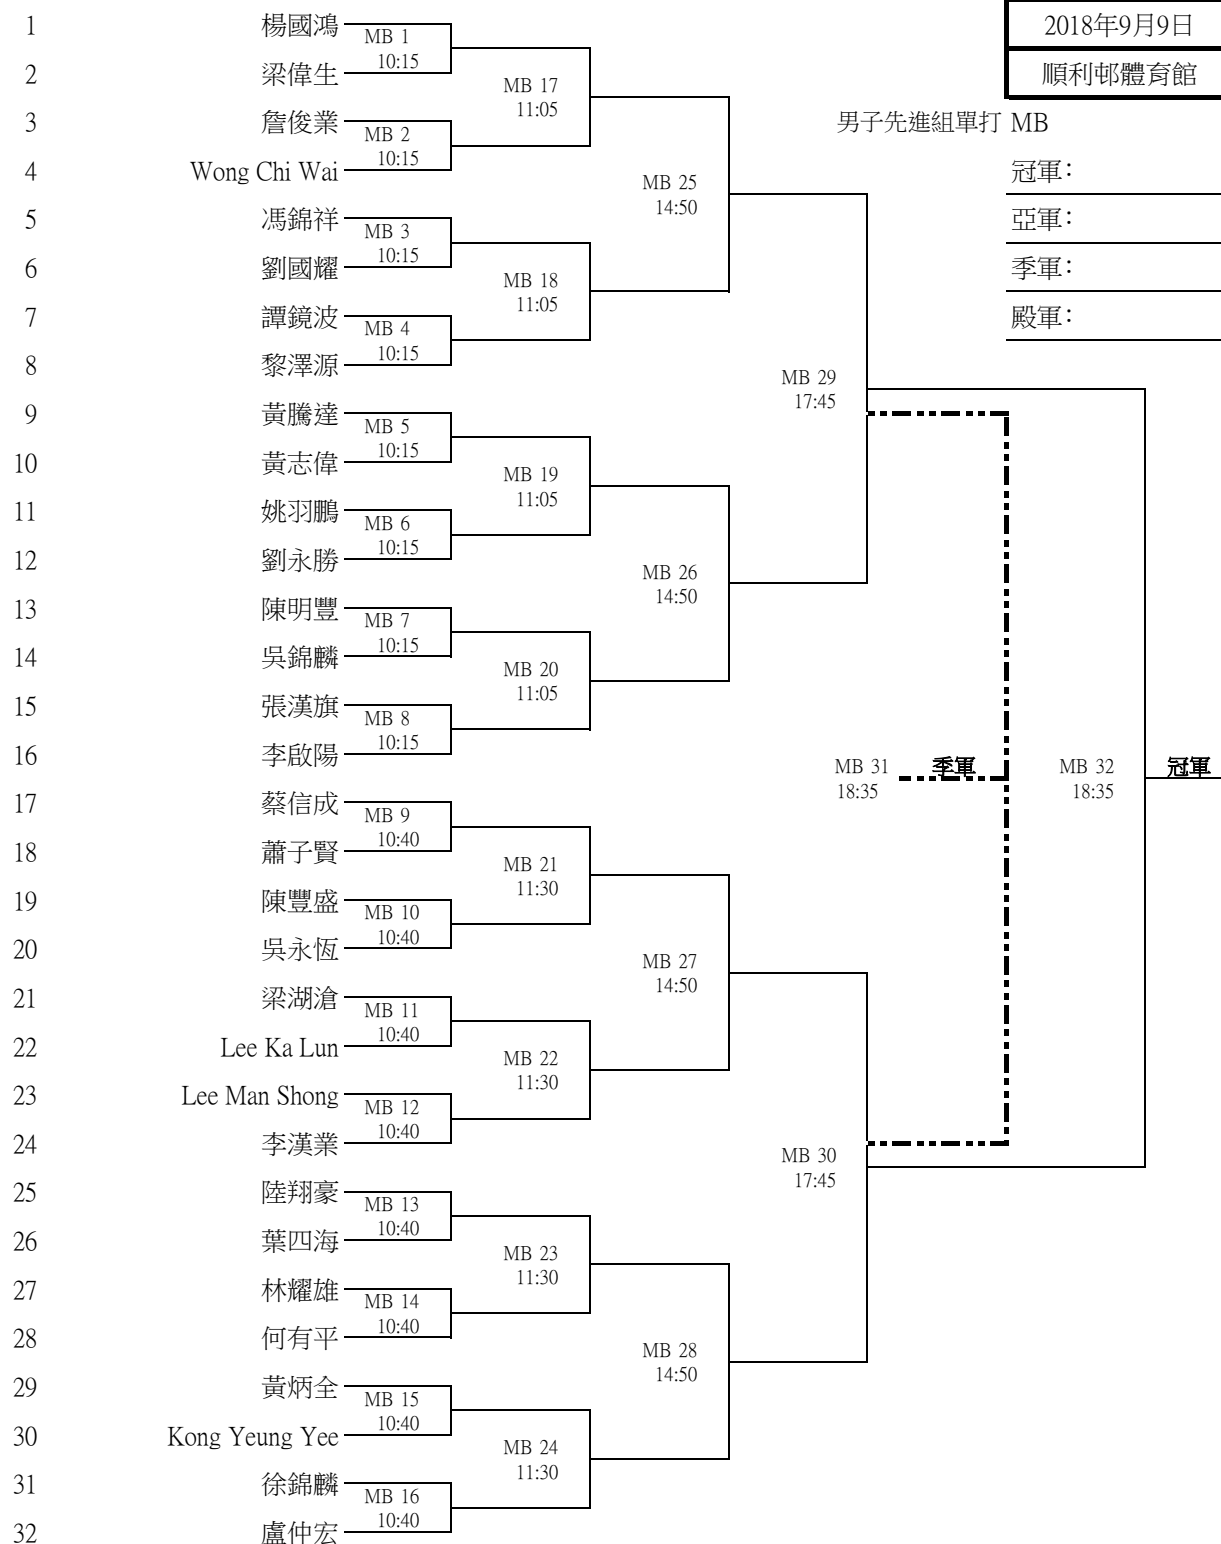 2018年9月9日
順利邨體育館
男子先進組單打 MB
冠軍：
亞軍：
季軍：
殿軍：
1 楊國鴻
MB 1
10:15
2 梁偉生
MB 17
11:05
3 詹俊業
MB 2
10:15
4 Wong Chi Wai
MB 25
14:50
5 馮錦祥
MB 3
10:15
6 劉國耀
MB 18
11:05
7 譚鏡波
MB 4
10:15
8 黎澤源
MB 29
17:45
9 黃騰達
MB 5
10:15
10 黃志偉
MB 19
11:05
11 姚羽鵬
MB 6
10:15
12 劉永勝
MB 26
14:50
13 陳明豐
MB 7
10:15
14 吳錦麟
MB 20
11:05
15 張漢旗
MB 8
10:15
16 李啟陽
MB 31 季軍
18:35
MB 32 冠軍
18:35
17 蔡信成
MB 9
10:40
18 蕭子賢
MB 21
11:30
19 陳豐盛
MB 10
10:40
20 吳永恆
MB 27
14:50
21 梁湖滄
MB 11
10:40
22 Lee Ka Lun
MB 22
11:30
23 Lee Man Shong
MB 12
10:40
24 李漢業
MB 30
17:45
25 陸翔豪
MB 13
10:40
26 葉四海
MB 23
11:30
27 林耀雄
MB 14
10:40
28 何有平
MB 28
14:50
29 黃炳全
MB 15
10:40
30 Kong Yeung Yee
MB 24
11:30
31 徐錦麟
MB 16
10:40
32 盧仲宏